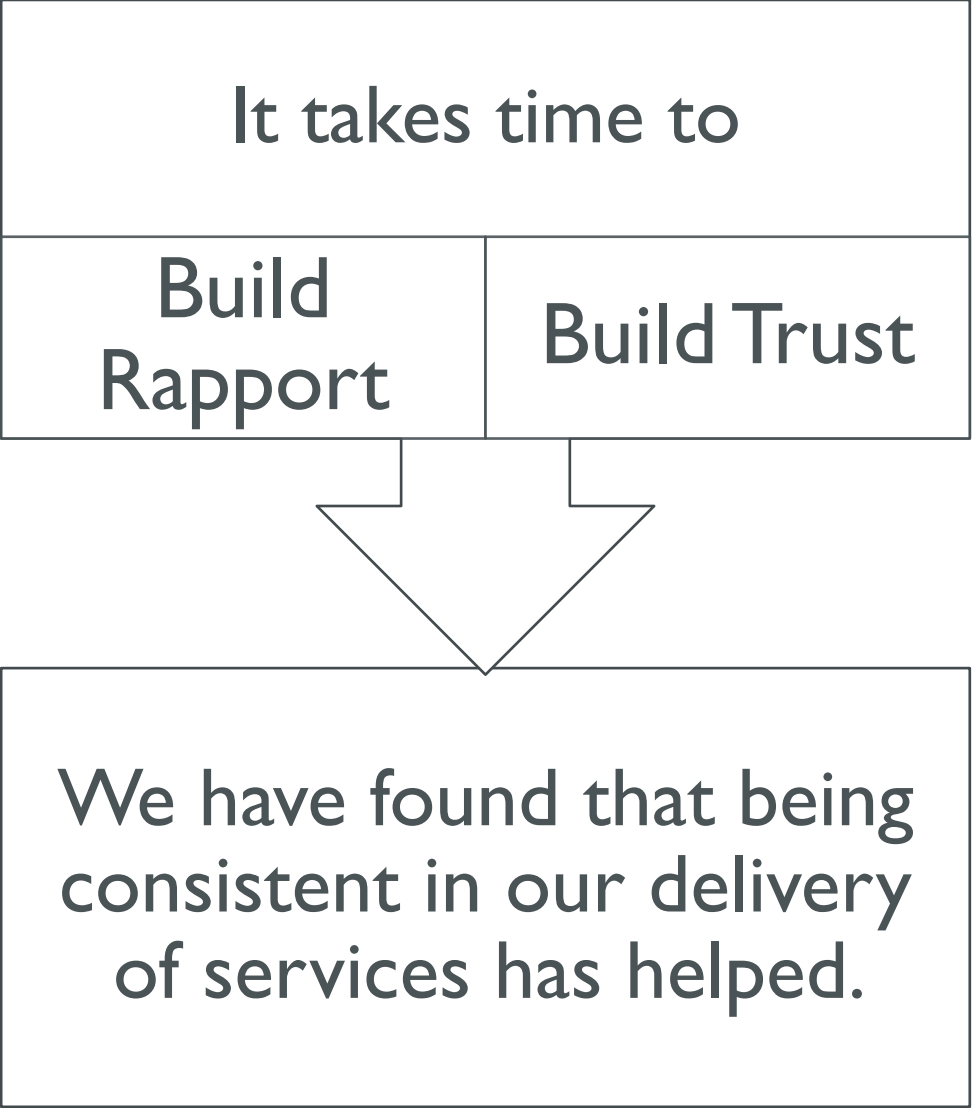 It takes time to
Build
Rapport
Build Trust
We have found that being
consistent in our delivery
of services has helped.